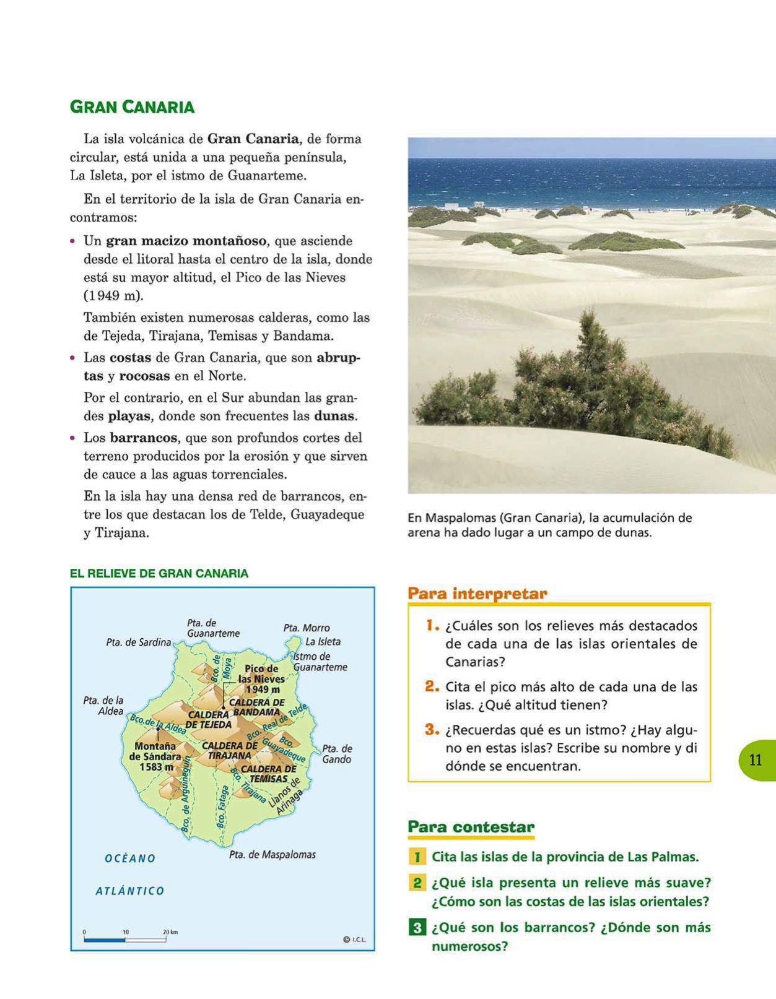 GRAN CANARIA
La isla volcánica de Gran Canaria, de forma
circular, está unida a una pequeña península,
La Isleta, por el istmo de Guanarteme.
En el territorio de la isla de Gran Canaria en-
contramos:
• Un gran macizo montañoso, que asciende
desde el litoral hasta el centro de la isla, donde
está su mayor altitud, el Pico de las Nieves
(1949 m).
También existen numerosas calderas, como las
de Tejeda, Tirajana, Temisas y Bandama.
• Las costas de Gran Canaria, que son abrup-
tas y rocosas en el Norte.
Por el contrario, en el Sur abundan las gran-
des playas, donde son frecuentes las dunas.
• Los barrancos, que son profundos cortes del
terreno producidos por la erosión y que sirven
de cauce a las aguas torrenciales.
En la isla hay una densa red de barrancos, en-
tre los que destacan los de Telde, Guayadeque
y Tirajana.
En Maspalomas (Gran Canaria), la acumulación de
arena ha dado lugar a un campo de dunas.
EL RELIEVE DE GRAN CANARIA
Pta. de
Guanarteme
Pta. Morro
Pta. de Sardina
La Isleta
Istmo de
Guanarteme
Bco. de
Moya
Pico de
las Nieves
1949 m
Pta. de la
Aldea
CALDERA DE
BANDAMA
CALDERA
DE TEJEDA
Bco. de la Aldea
Bco. Real de Telde
Montaña
de Sándara
1583 m
CALDERA DE
TIRAJANA
Bco.
Guayadeque
Pta. de
Gando
CALDERA DE
TEMISAS
Bco. de Arguineguín
Bco. Fataga
Bco. Tirajana
Llanos de
Arinaga
Pta. de Maspalomas
OCÉANO
ATLÁNTICO
0 10 20 km
© I.C.L.
Para interpretar
1. ¿Cuáles son los relieves más destacados
de cada una de las islas orientales de
Canarias?
2. Cita el pico más alto de cada una de las
islas. ¿Qué altitud tienen?
3. ¿Recuerdas qué es un istmo? ¿Hay algu-
no en estas islas? Escribe su nombre y di
dónde se encuentran.
11
Para contestar
1 Cita las islas de la provincia de Las Palmas.
2 ¿Qué isla presenta un relieve más suave?
¿Cómo son las costas de las islas orientales?
3 ¿Qué son los barrancos? ¿Dónde son más
numerosos?